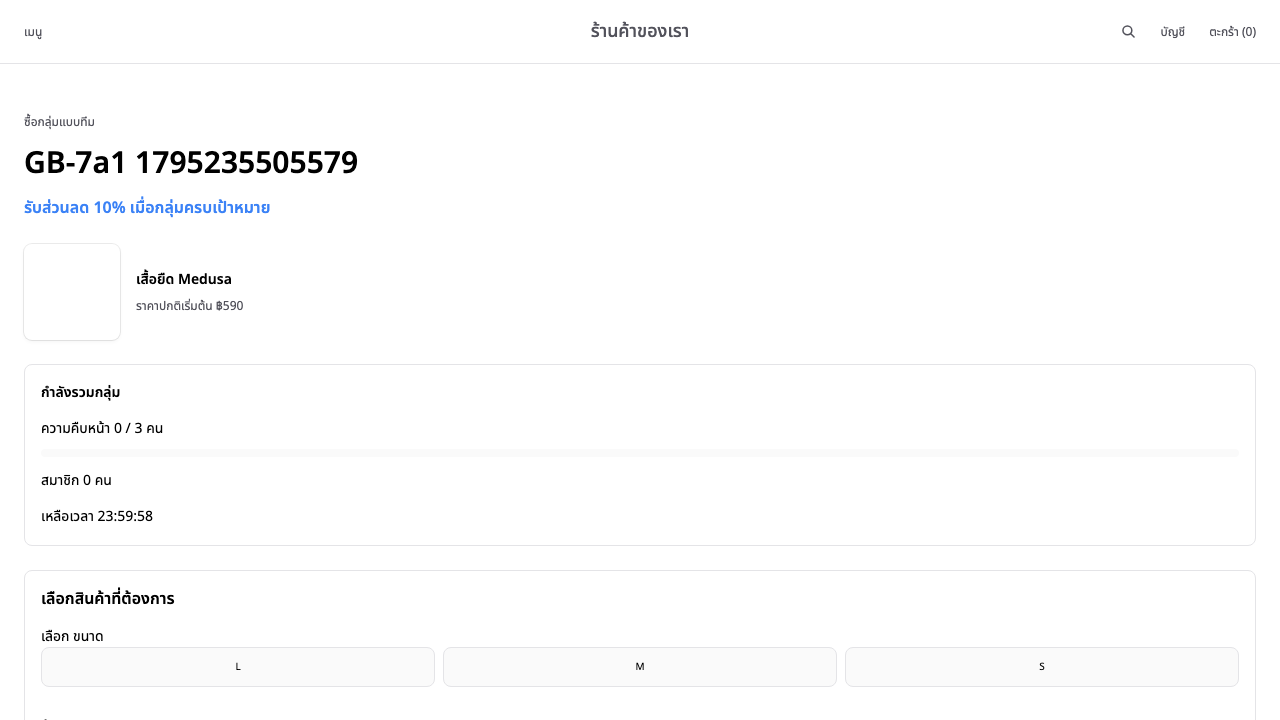 เมนู
ร้านค้าของเรา
บัญชี
ตะกร้า (0)
ซื้อกลุ่มแบบทีม
GB-7a1 1795235505579
รับส่วนลด 10% เมื่อกลุ่มครบเป้าหมาย
เสื้อยืด Medusa
ราคาปกติเริ่มต้น ฿590
กำลังรวมกลุ่ม
ความคืบหน้า 0 / 3 คน
สมาชิก 0 คน
เหลือเวลา 23:59:58
เลือกสินค้าที่ต้องการ
เลือก ขนาด
L
M
S